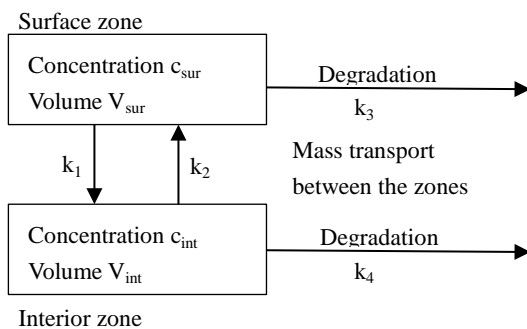 Surface zone
Concentration c_sur
Volume V_sur
Degradation
k_3
k_1
k_2
Mass transport
between the zones
Concentration c_int
Volume V_int
Degradation
k_4
Interior zone